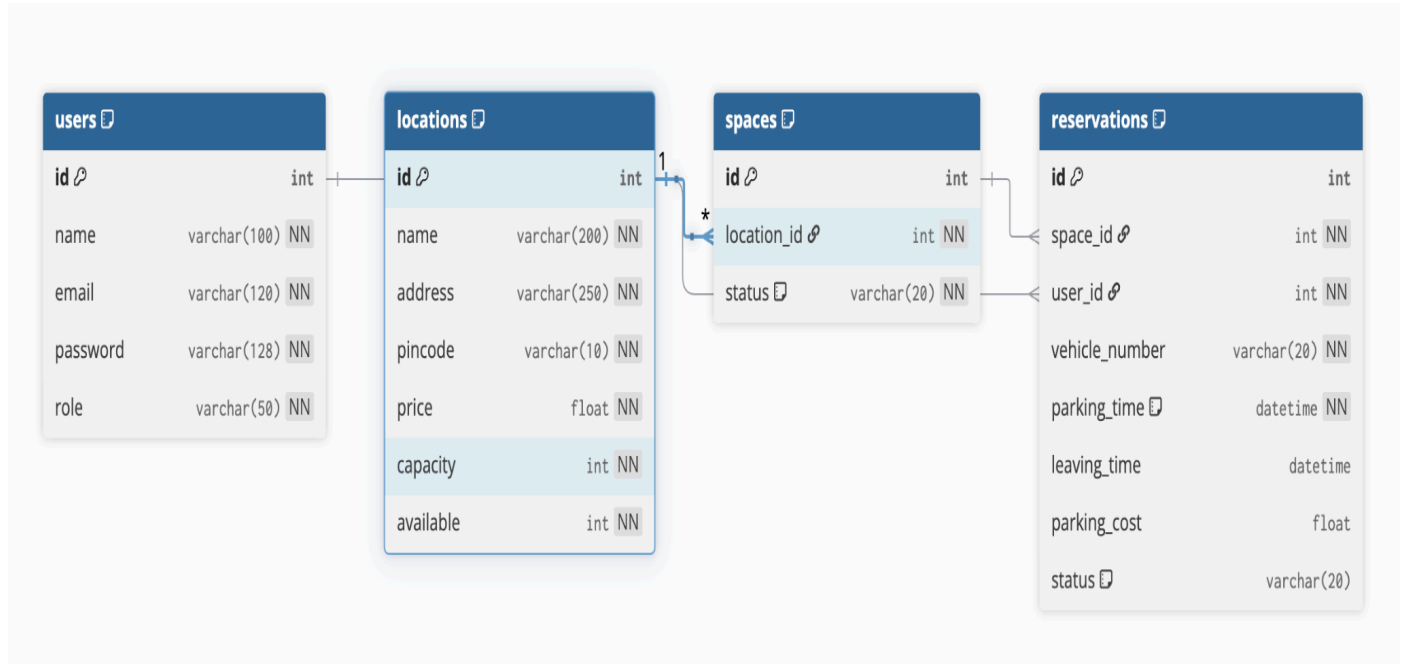 users
id int
name varchar(100) NN
email varchar(120) NN
password varchar(128) NN
role varchar(50) NN
locations
id int
name varchar(200) NN
address varchar(250) NN
pincode varchar(10) NN
price float NN
capacity int NN
available int NN
1
*
spaces
id int
location_id int NN
status varchar(20) NN
reservations
id int
space_id int NN
user_id int NN
vehicle_number varchar(20) NN
parking_time datetime NN
leaving_time datetime
parking_cost float
status varchar(20)